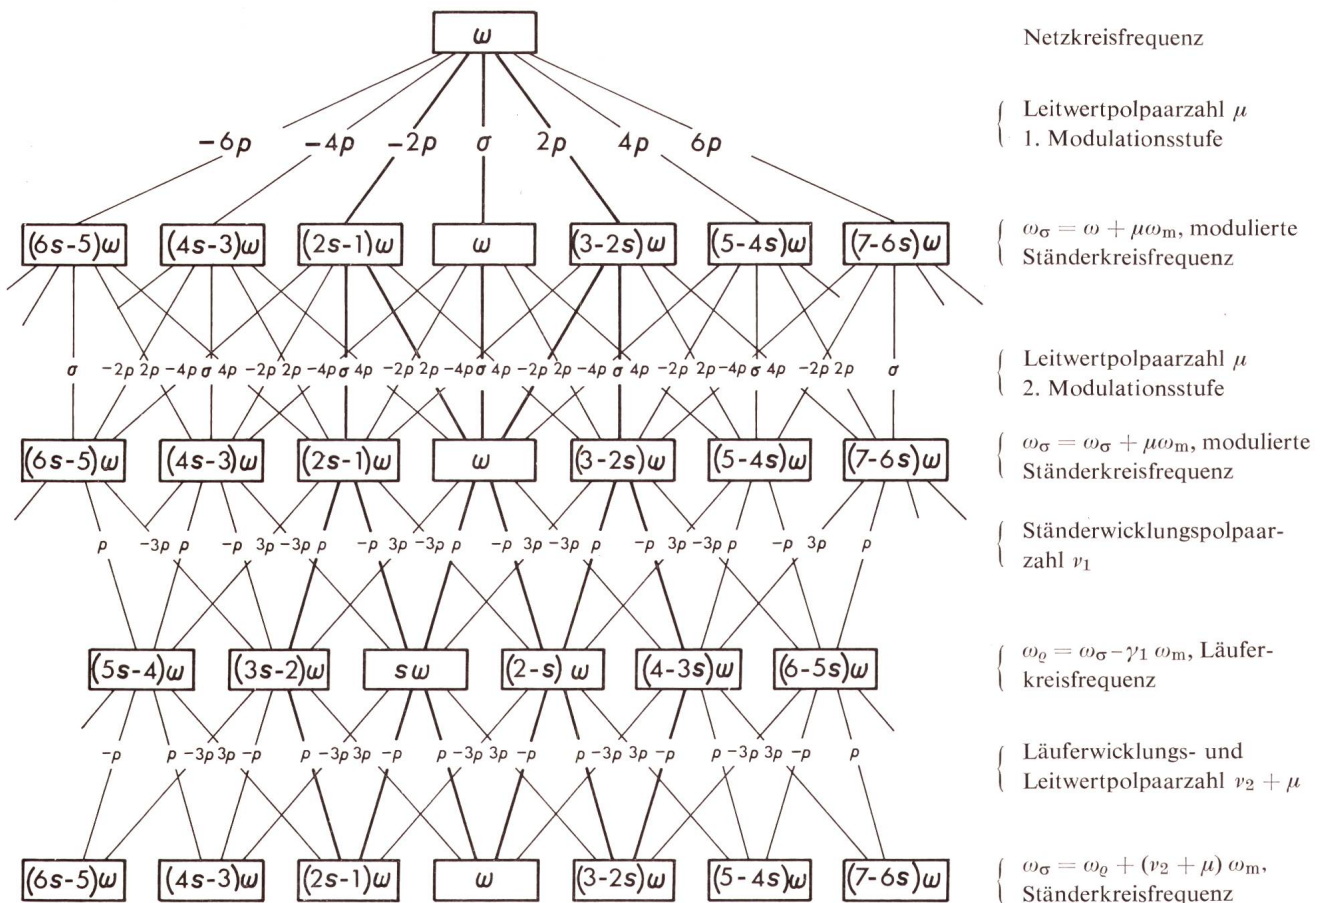 ω
Netzkreisfrequenz
Leitwertpolpaarzahl μ
1. Modulationsstufe
−6p −4p −2p σ 2p 4p 6p
(6s-5)ω (4s-3)ω (2s-1)ω ω (3-2s)ω (5-4s)ω (7-6s)ω
ω_σ = ω + μω_m, modulierte
Ständerkreisfrequenz
σ −2p 2p −4p σ 4p −2p 2p −4p σ 4p −2p 2p −4p σ 4p −2p 2p −4p σ 4p −2p 2p −4p σ 4p −2p 2p σ
Leitwertpolpaarzahl μ
2. Modulationsstufe
(6s-5)ω (4s-3)ω (2s-1)ω ω (3-2s)ω (5-4s)ω (7-6s)ω
ω_σ = ω_σ + μω_m, modulierte
Ständerkreisfrequenz
p −3p p −p 3p −3p p −p 3p −3p p −p 3p −3p p −p 3p −3p p −p 3p p
Ständerwicklungspolpaar-
zahl ν₁
(5s-4)ω (3s-2)ω sω (2-s)ω (4-3s)ω (6-5s)ω
ω_ϱ = ω_σ−γ₁ ω_m, Läufer-
kreisfrequenz
−p p −3p 3p −p p −3p 3p −p p −3p 3p −p p −3p 3p −p p −3p 3p −p p
Läuferwicklungs- und
Leitwertpolpaarzahl ν₂ + μ
(6s-5)ω (4s-3)ω (2s-1)ω ω (3-2s)ω (5-4s)ω (7-6s)ω
ω_σ = ω_ϱ + (ν₂ + μ) ω_m,
Ständerkreisfrequenz